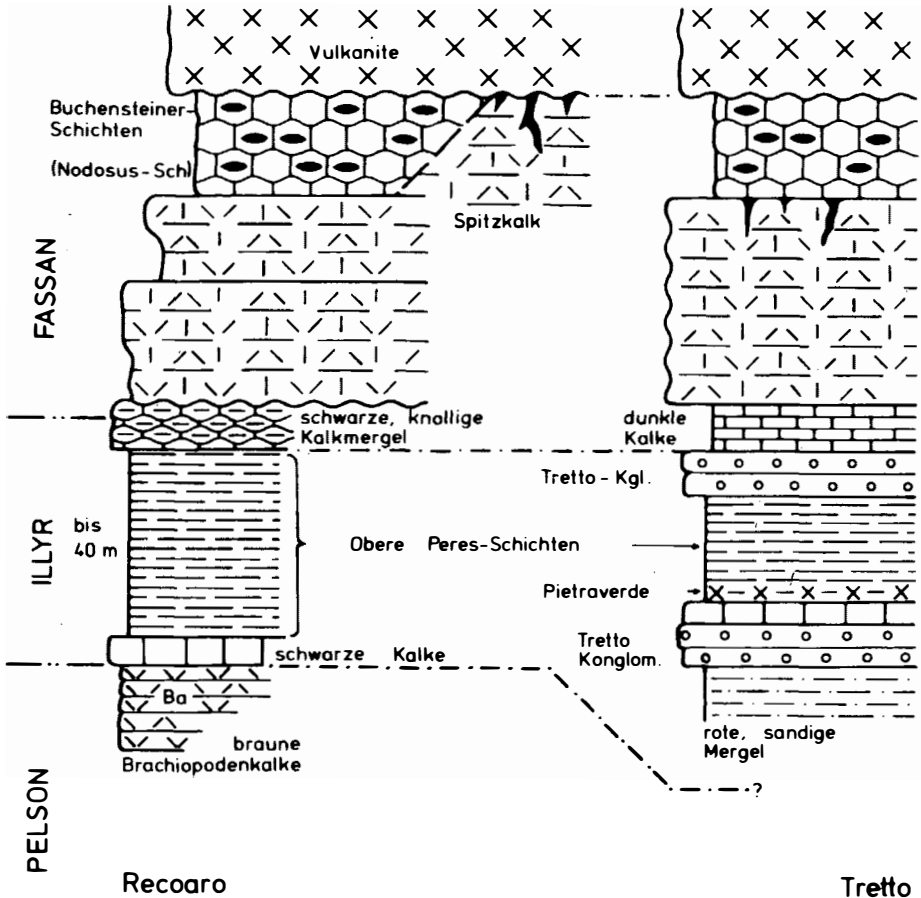 Vulkanite
Buchensteiner-
Schichten
(Nodosus-Sch)
Spitzkalk
FASSAN
schwarze, knollige
Kalkmergel
dunkle
Kalke
Tretto-Kgl.
ILLYR
bis
40 m
Obere Peres-Schichten
Pietraverde
Tretto
Konglom.
schwarze Kalke
Ba
braune
Brachiopodenkalke
rote, sandige
Mergel
?
PELSON
Recoaro
Tretto